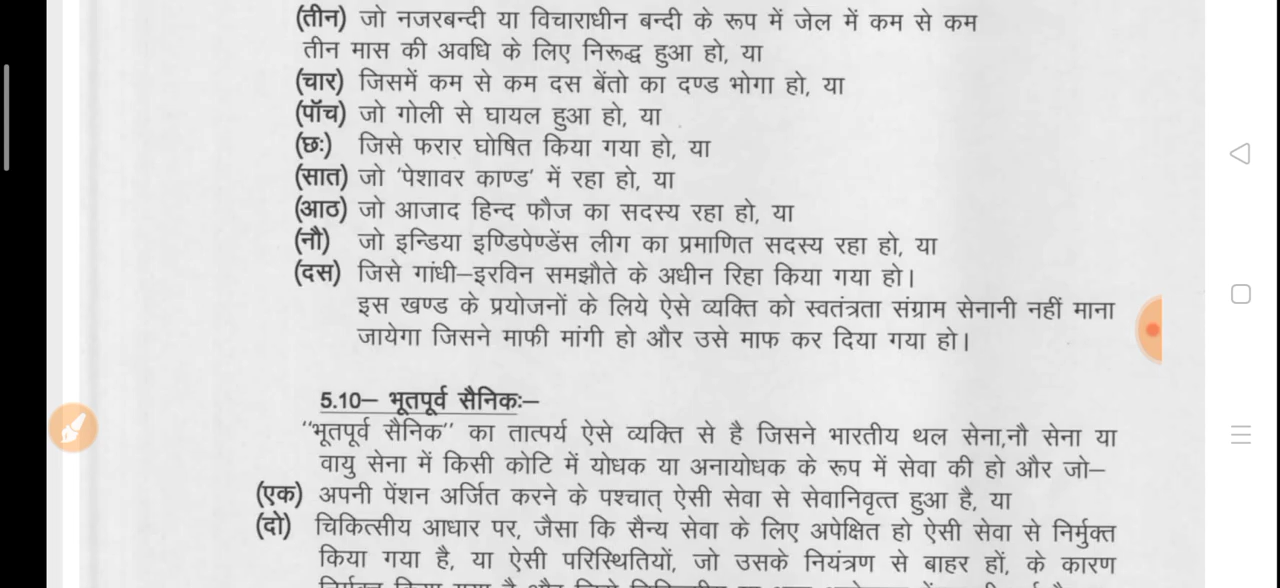 (तीन) जो नजरबन्दी या विचाराधीन बन्दी के रूप में जेल में कम से कम
तीन मास की अवधि के लिए निरूद्ध हुआ हो, या
(चार) जिसमें कम से कम दस बेंतो का दण्ड भोगा हो, या
(पॉंच) जो गोली से घायल हुआ हो, या
(छः) जिसे फरार घोषित किया गया हो, या
(सात) जो 'पेशावर काण्ड' में रहा हो, या
(आठ) जो आजाद हिन्द फौज का सदस्य रहा हो, या
(नौ) जो इन्डिया इण्डिपेण्डेंस लीग का प्रमाणित सदस्य रहा हो, या
(दस) जिसे गांधी–इरविन समझौते के अधीन रिहा किया गया हो।
इस खण्ड के प्रयोजनों के लिये ऐसे व्यक्ति को स्वतंत्रता संग्राम सेनानी नहीं माना
जायेगा जिसने माफी मांगी हो और उसे माफ कर दिया गया हो।
5.10– भूतपूर्व सैनिकः–
"भूतपूर्व सैनिक" का तात्पर्य ऐसे व्यक्ति से है जिसने भारतीय थल सेना,नौ सेना या
वायु सेना में किसी कोटि में योधक या अनायोधक के रूप में सेवा की हो और जो–
(एक) अपनी पेंशन अर्जित करने के पश्चात् ऐसी सेवा से सेवानिवृत्त हुआ है, या
(दो) चिकित्सीय आधार पर, जैसा कि सैन्य सेवा के लिए अपेक्षित हो ऐसी सेवा से निर्मुक्त
किया गया है, या ऐसी परिस्थितियों, जो उसके नियंत्रण से बाहर हों, के कारण